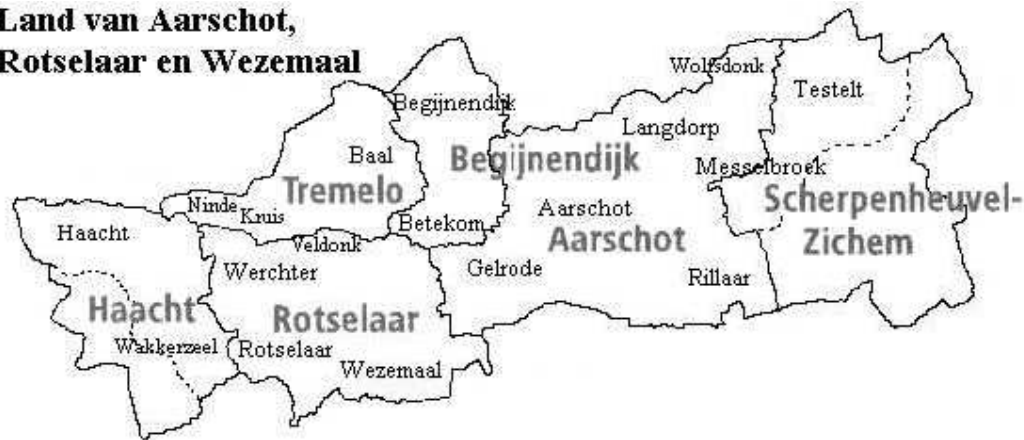 Land van Aarschot,
Rotselaar en Wezemaal
Wolfsdonk
Testelt
Begijnendijk
Langdorp
Baal
Begijnendijk
Messelbroek
Tremelo
Scherpenheuvel-
Zichem
Ninde
Kruis
Betekom
Aarschot
Aarschot
Haacht
Veldonk
Werchter
Gelrode
Rillaar
Haacht
Rotselaar
Wakkerzeel
Rotselaar
Wezemaal